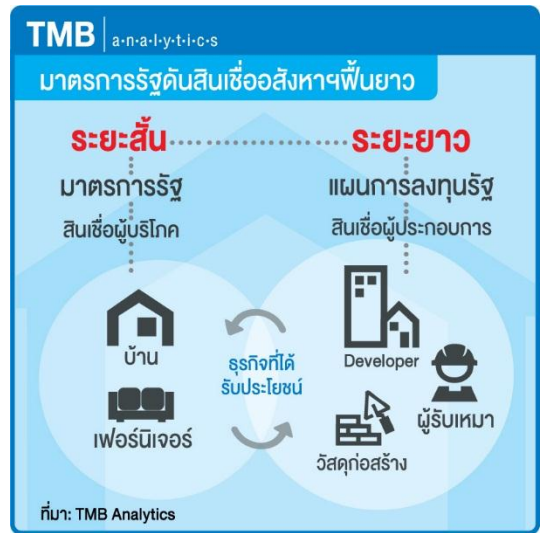 TMB a•n•a•l•y•t•i•c•s
มาตรการรัฐดันสินเชื่ออสังหาฯฟื้นยาว
ระยะสั้น ระยะยาว
มาตรการรัฐ แผนการลงทุนรัฐ
สินเชื่อผู้บริโภค สินเชื่อผู้ประกอบการ
บ้าน
เฟอร์นิเจอร์
ธุรกิจที่ได้
รับประโยชน์
Developer
ผู้รับเหมา
วัสดุก่อสร้าง
ที่มา: TMB Analytics